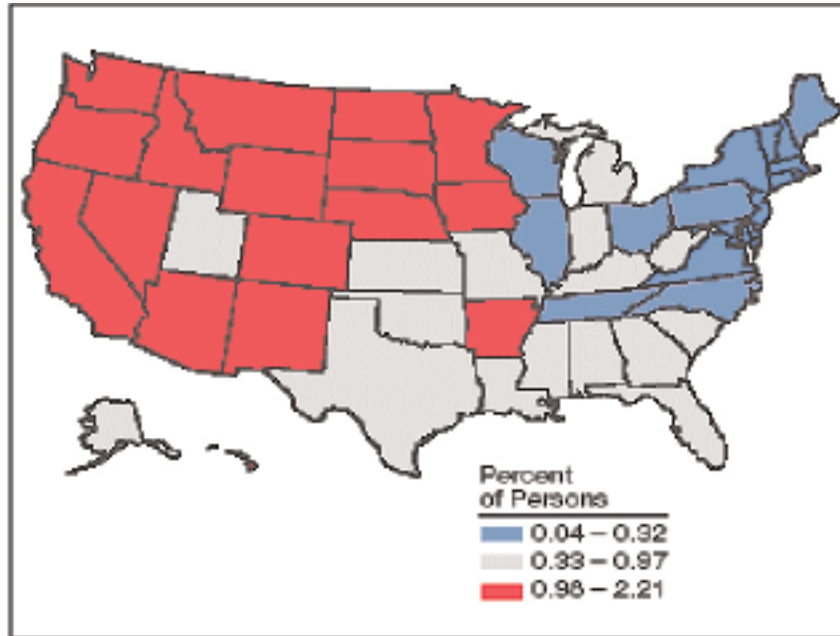 Percent
of Persons
0.04 – 0.32
0.33 – 0.97
0.98 – 2.21